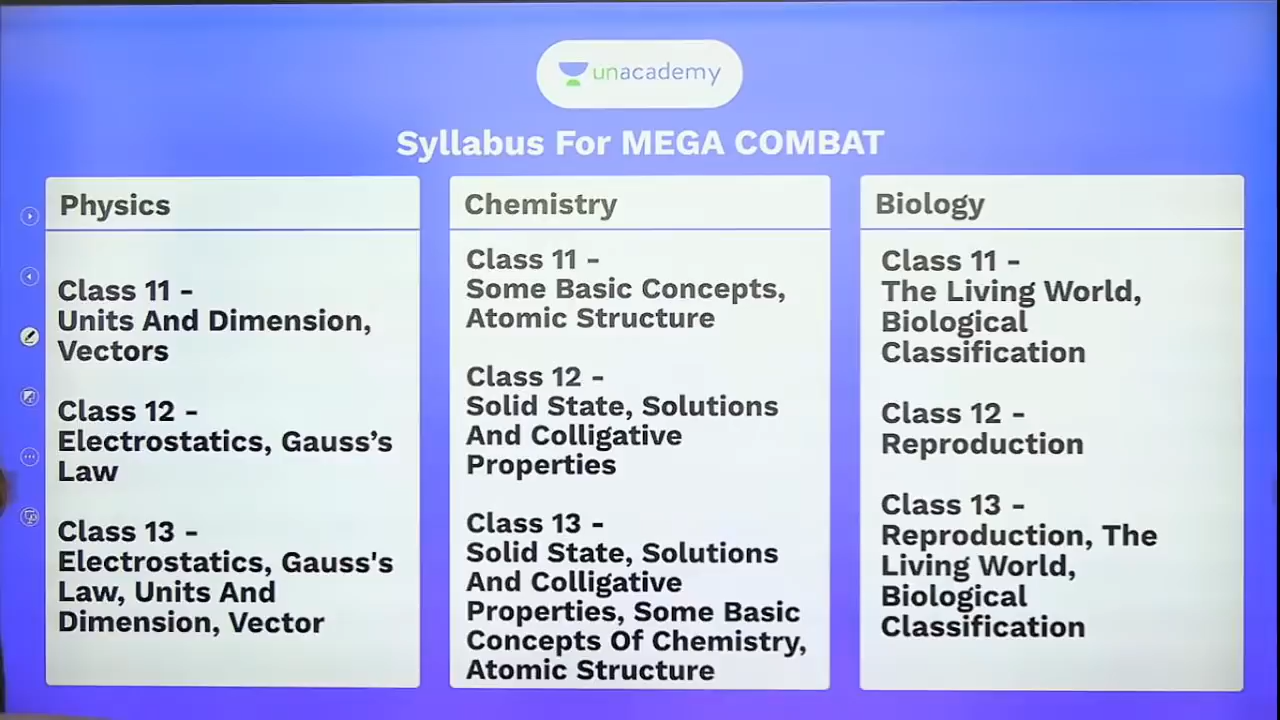 unacademy
Syllabus For MEGA COMBAT
Physics
Class 11 -
Units And Dimension,
Vectors
Class 12 -
Electrostatics, Gauss’s
Law
Class 13 -
Electrostatics, Gauss's
Law, Units And
Dimension, Vector
Chemistry
Class 11 -
Some Basic Concepts,
Atomic Structure
Class 12 -
Solid State, Solutions
And Colligative
Properties
Class 13 -
Solid State, Solutions
And Colligative
Properties, Some Basic
Concepts Of Chemistry,
Atomic Structure
Biology
Class 11 -
The Living World,
Biological
Classification
Class 12 -
Reproduction
Class 13 -
Reproduction, The
Living World,
Biological
Classification